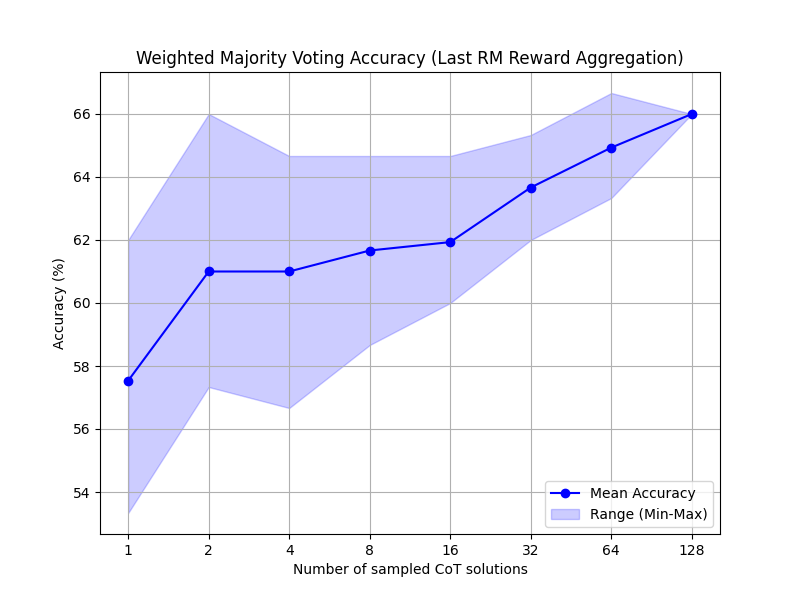 Weighted Majority Voting Accuracy (Last RM Reward Aggregation)
Accuracy (%)
66
64
62
60
58
56
54
1 2 4 8 16 32 64 128
Number of sampled CoT solutions
Mean Accuracy
Range (Min-Max)